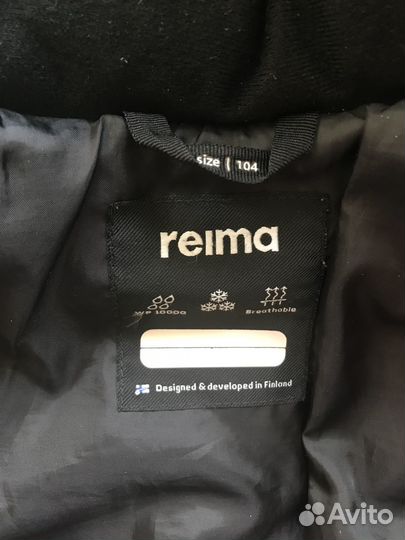 size ( 104
reima
WP 10000 Breathable
Designed & developed in Finland
Avito